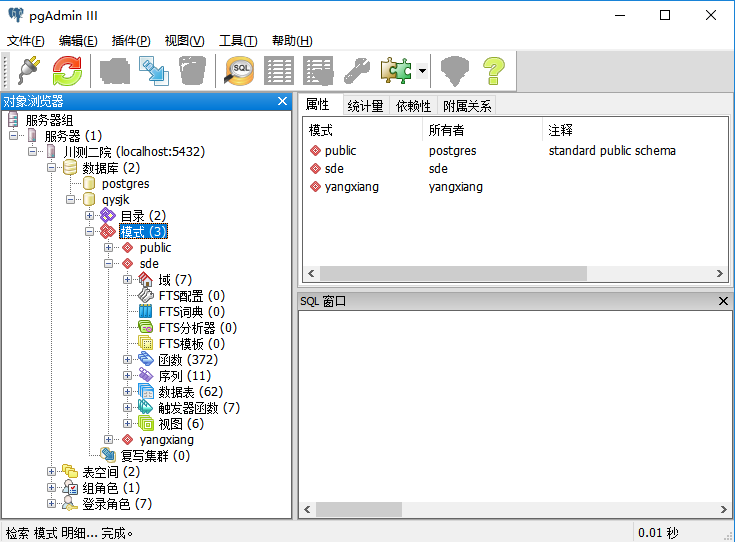 pgAdmin III
文件(F) 编辑(E) 插件(P) 视图(V) 工具(T) 帮助(H)
SQL
对象浏览器
服务器组
服务器 (1)
川测二院 (localhost:5432)
数据库 (2)
postgres
qysjk
目录 (2)
模式 (3)
public
sde
域 (7)
FTS配置 (0)
FTS词典 (0)
FTS分析器 (0)
FTS模板 (0)
函数 (372)
序列 (11)
数据表 (62)
触发器函数 (7)
视图 (6)
yangxiang
复写集群 (0)
表空间 (2)
组角色 (1)
登录角色 (7)
属性 统计量 依赖性 附属关系
模式 所有者 注释
public postgres standard public schema
sde sde
yangxiang yangxiang
SQL 窗口
检索 模式 明细... 完成。
0.01 秒